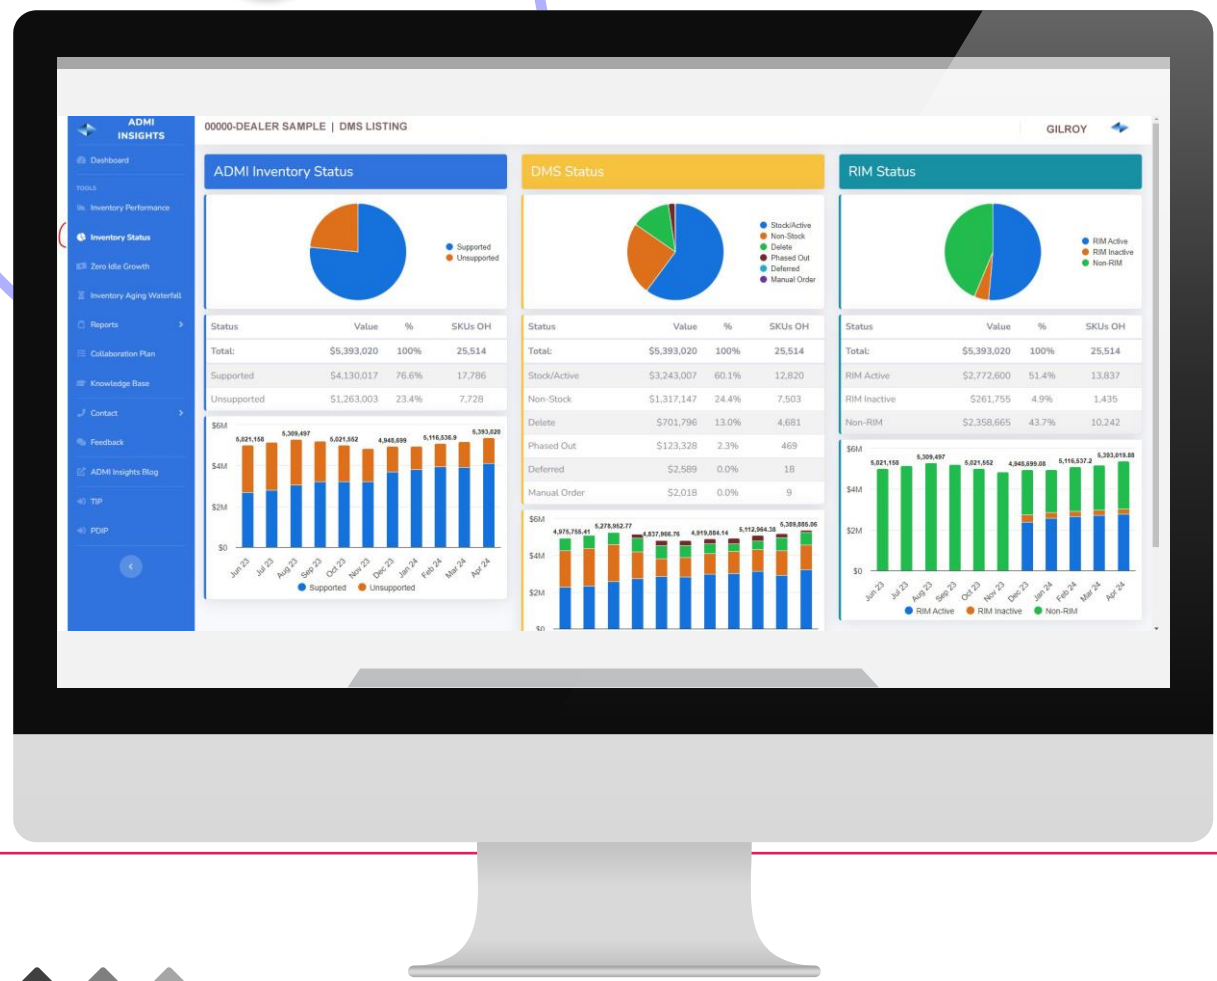 ADMI
INSIGHTS
00000-DEALER SAMPLE | DMS LISTING
GILROY
Dashboard
TOOLS
Inventory Performance
Inventory Status
Zero Idle Growth
Inventory Aging Waterfall
Reports
Collaboration Plan
Knowledge Base
Contact
Feedback
ADMI Insights Blog
TIP
PDIP
ADMI Inventory Status
Supported
Unsupported
Status Value % SKUs OH
Total: $5,393,020 100% 25,514
Supported $4,130,017 76.6% 17,786
Unsupported $1,263,003 23.4% 7,728
$6M
$4M
$2M
$0
5,021,158 5,309,497 5,021,552 4,948,699 5,116,536.9 5,393,020
Jun 23 Jul 23 Aug 23 Sep 23 Oct 23 Nov 23 Dec 23 Jan 24 Feb 24 Mar 24 Apr 24
Supported Unsupported
DMS Status
Stock/Active
Non-Stock
Delete
Phased Out
Deferred
Manual Order
Status Value % SKUs OH
Total: $5,393,020 100% 25,514
Stock/Active $3,243,007 60.1% 12,820
Non-Stock $1,317,147 24.4% 7,503
Delete $701,796 13.0% 4,681
Phased Out $123,328 2.3% 469
Deferred $2,589 0.0% 18
Manual Order $2,018 0.0% 9
$6M
$4M
$2M
$0
4,975,755.41 5,278,952.77 4,837,966.76 4,919,884.14 5,112,964.38 5,389,885.06
RIM Status
RIM Active
RIM Inactive
Non-RIM
Status Value % SKUs OH
Total: $5,393,020 100% 25,514
RIM Active $2,772,600 51.4% 13,837
RIM Inactive $261,755 4.9% 1,435
Non-RIM $2,358,665 43.7% 10,242
$6M
$4M
$2M
$0
5,021,158 5,309,497 5,021,552 4,948,699.08 5,116,537.2 5,393,019.88
Jun 23 Jul 23 Aug 23 Sep 23 Oct 23 Nov 23 Dec 23 Jan 24 Feb 24 Mar 24 Apr 24
RIM Active RIM Inactive Non-RIM